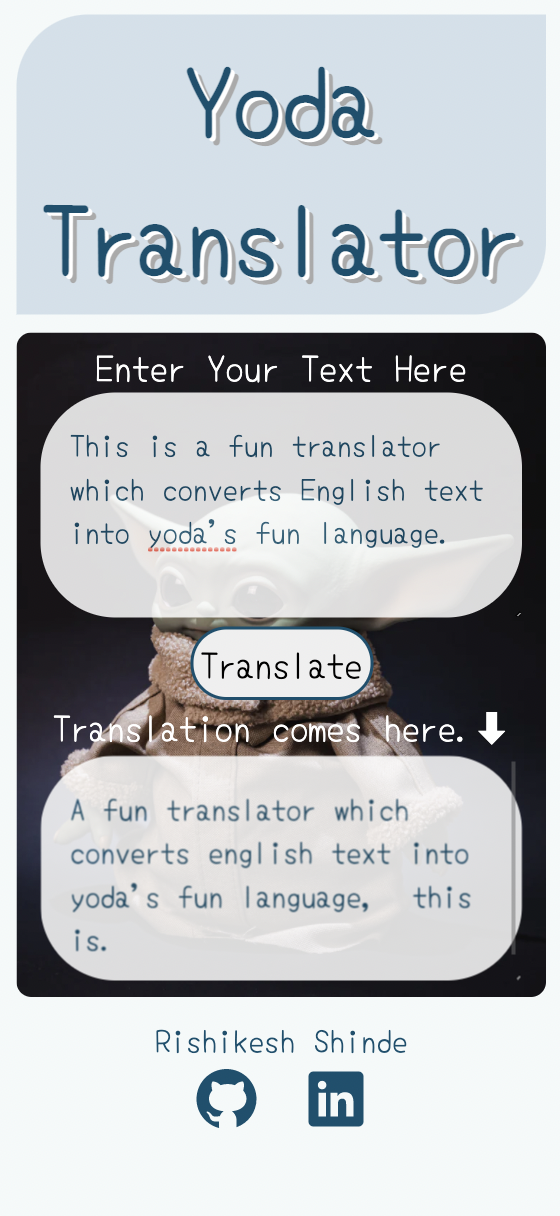 Yoda
Translator
Enter Your Text Here
This is a fun translator
which converts English text
into yoda's fun language.
Translate
Translation comes here.
A fun translator which
converts english text into
yoda's fun language,  this
is.
Rishikesh Shinde
in